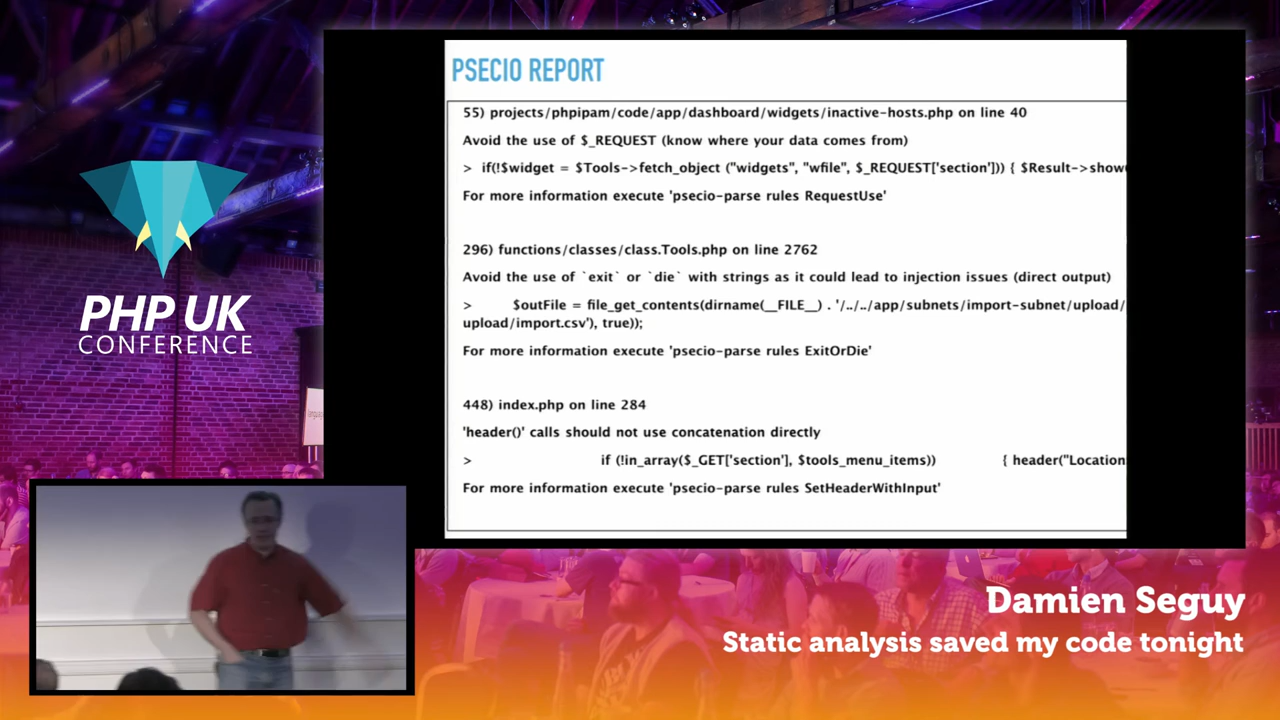 PSECIO REPORT
55) projects/phpipam/code/app/dashboard/widgets/inactive-hosts.php on line 40
Avoid the use of $_REQUEST (know where your data comes from)
> if(!$widget = $Tools->fetch_object ("widgets", "wfile", $_REQUEST['section'])) { $Result->show(
For more information execute 'psecio-parse rules RequestUse'
296) functions/classes/class.Tools.php on line 2762
Avoid the use of `exit` or `die` with strings as it could lead to injection issues (direct output)
> $outFile = file_get_contents(dirname(__FILE__) . '/../../app/subnets/import-subnet/upload/
upload/import.csv'), true));
For more information execute 'psecio-parse rules ExitOrDie'
448) index.php on line 284
'header()' calls should not use concatenation directly
> if (!in_array($_GET['section'], $tools_menu_items)) { header("Location:
For more information execute 'psecio-parse rules SetHeaderWithInput'
PHP UK
CONFERENCE
Damien Seguy
Static analysis saved my code tonight